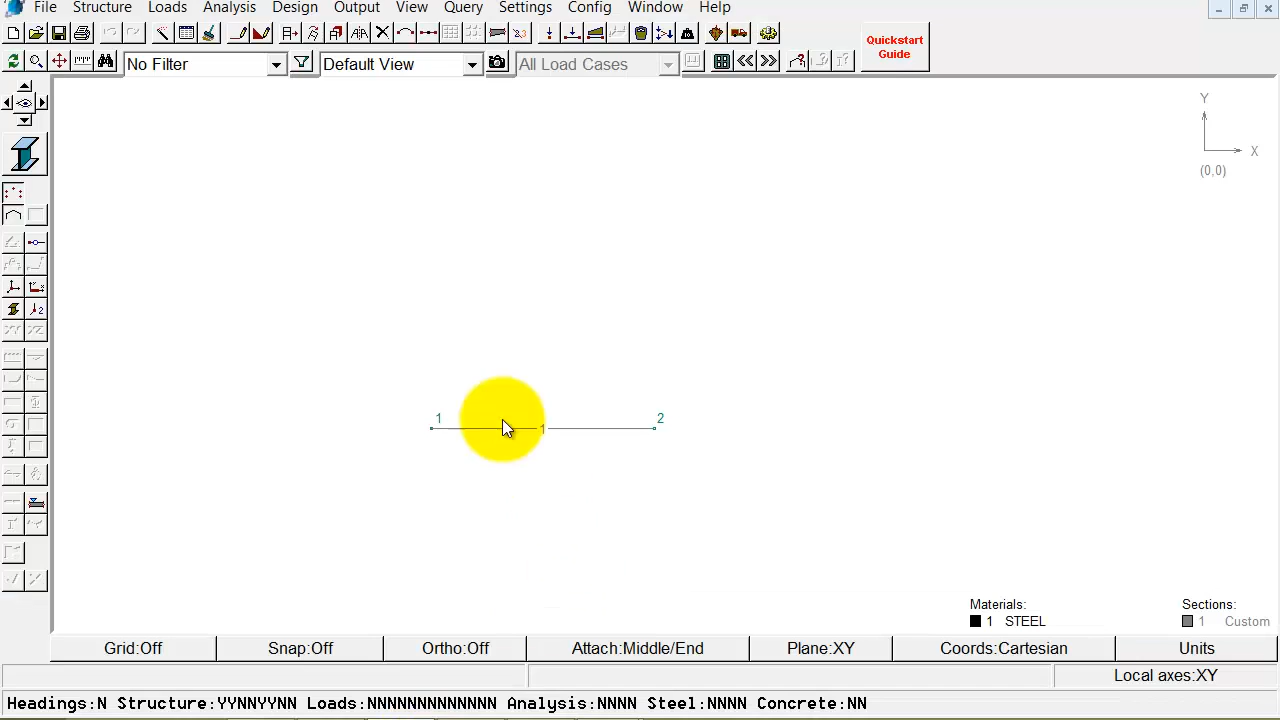 File Structure Loads Analysis Design Output View Query Settings Config Window Help
Quickstart
Guide
No Filter Default View All Load Cases
Y
X
(0,0)
1 2
1
Materials: Sections:
1 STEEL 1 Custom
Grid:Off Snap:Off Ortho:Off Attach:Middle/End Plane:XY Coords:Cartesian Units
Local axes:XY
Headings:N Structure:YYNNYYNN Loads:NNNNNNNNNNNNN Analysis:NNNN Steel:NNNN Concrete:NN